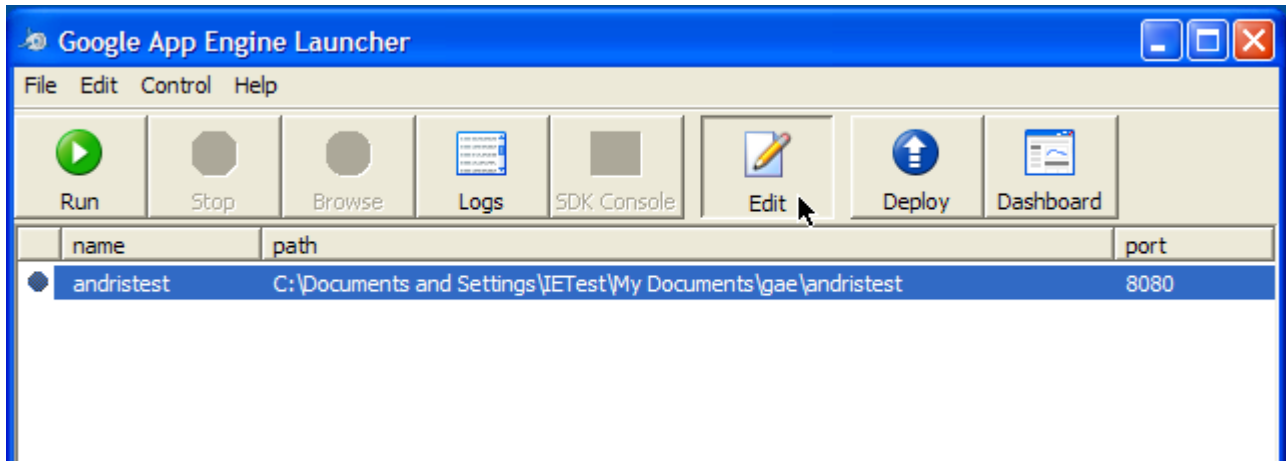 Google App Engine Launcher
File Edit Control Help
Run Stop Browse Logs SDK Console Edit Deploy Dashboard
name path port
andristest C:\Documents and Settings\IETest\My Documents\gae\andristest 8080